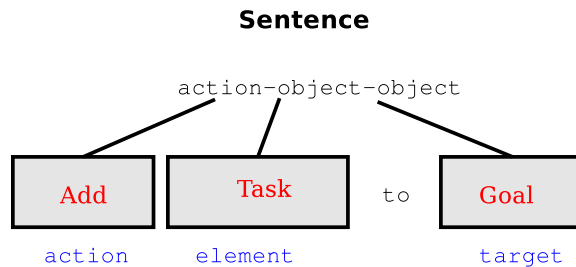 Sentence
action-object-object
Add Task to Goal
action element target